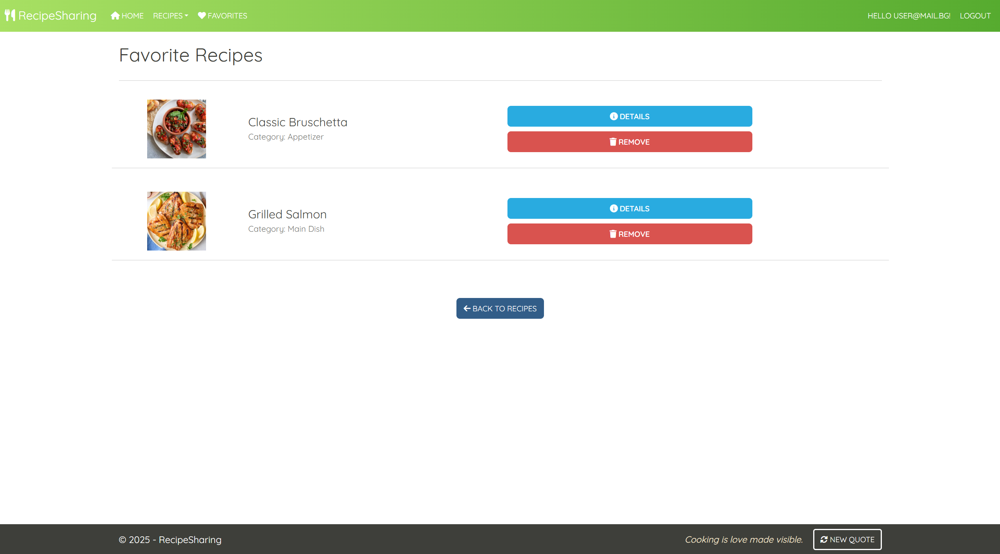 RecipeSharing HOME RECIPES FAVORITES HELLO USER@MAIL.BG! LOGOUT
Favorite Recipes
Classic Bruschetta
Category: Appetizer
DETAILS
REMOVE
Grilled Salmon
Category: Main Dish
DETAILS
REMOVE
BACK TO RECIPES
© 2025 - RecipeSharing Cooking is love made visible. NEW QUOTE